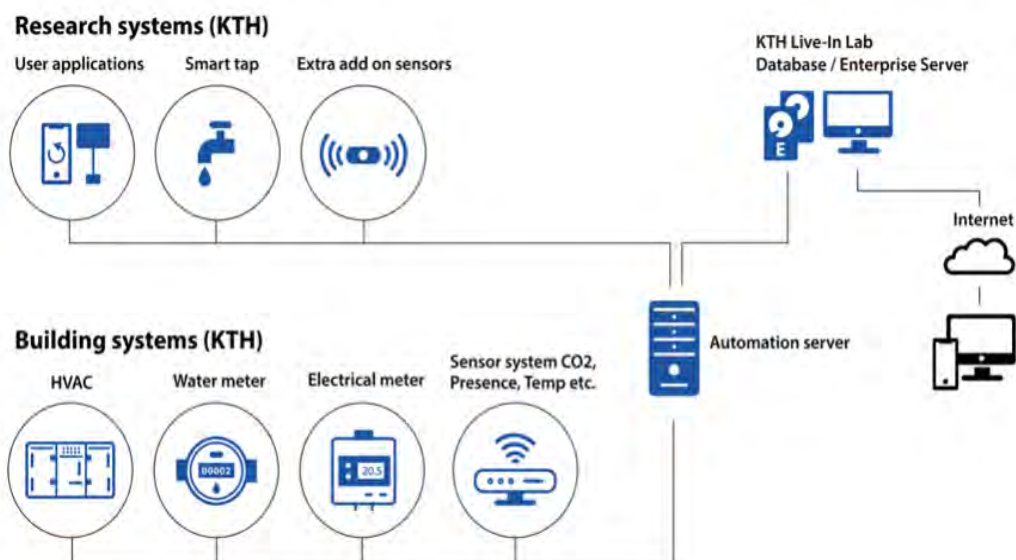 Research systems (KTH)
User applications
Smart tap
Extra add on sensors
KTH Live-In Lab
Database / Enterprise Server
E
Internet
Automation server
Building systems (KTH)
HVAC
Water meter
Electrical meter
Sensor system CO2,
Presence, Temp etc.
00002
20.5